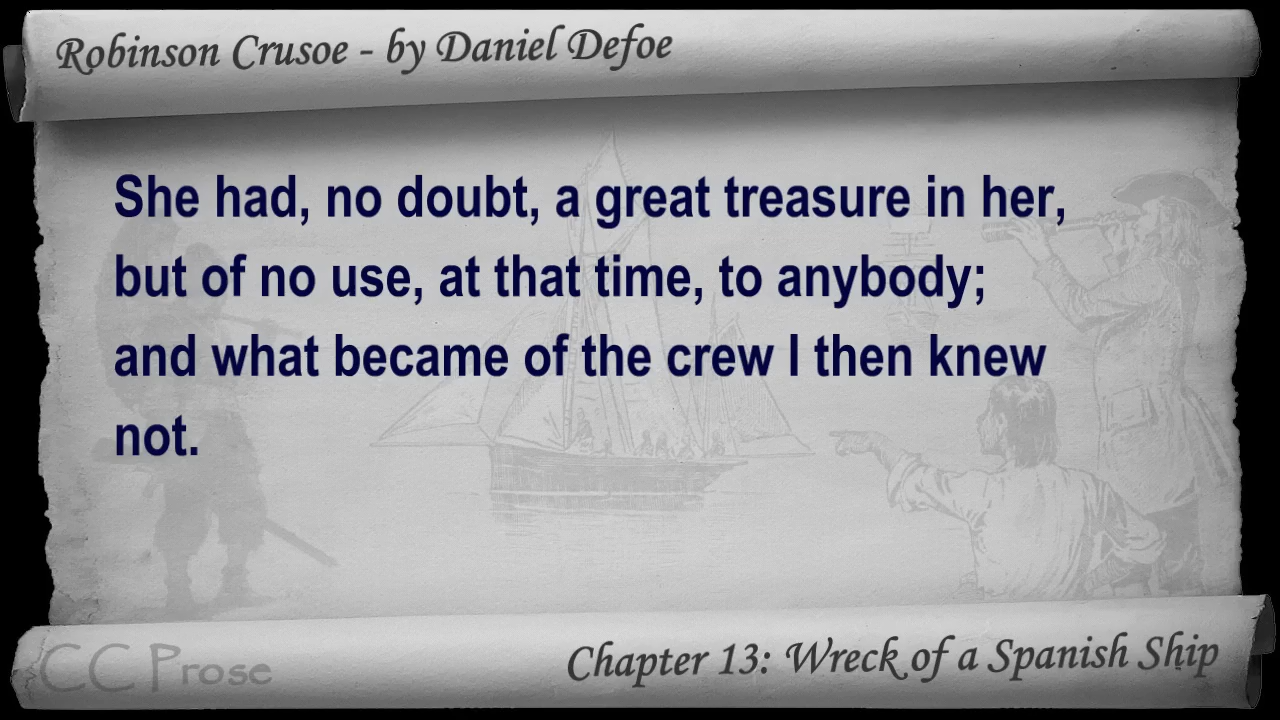 Robinson Crusoe - by Daniel Defoe
She had, no doubt, a great treasure in her,
but of no use, at that time, to anybody;
and what became of the crew I then knew
not.
CC Prose
Chapter 13: Wreck of a Spanish Ship